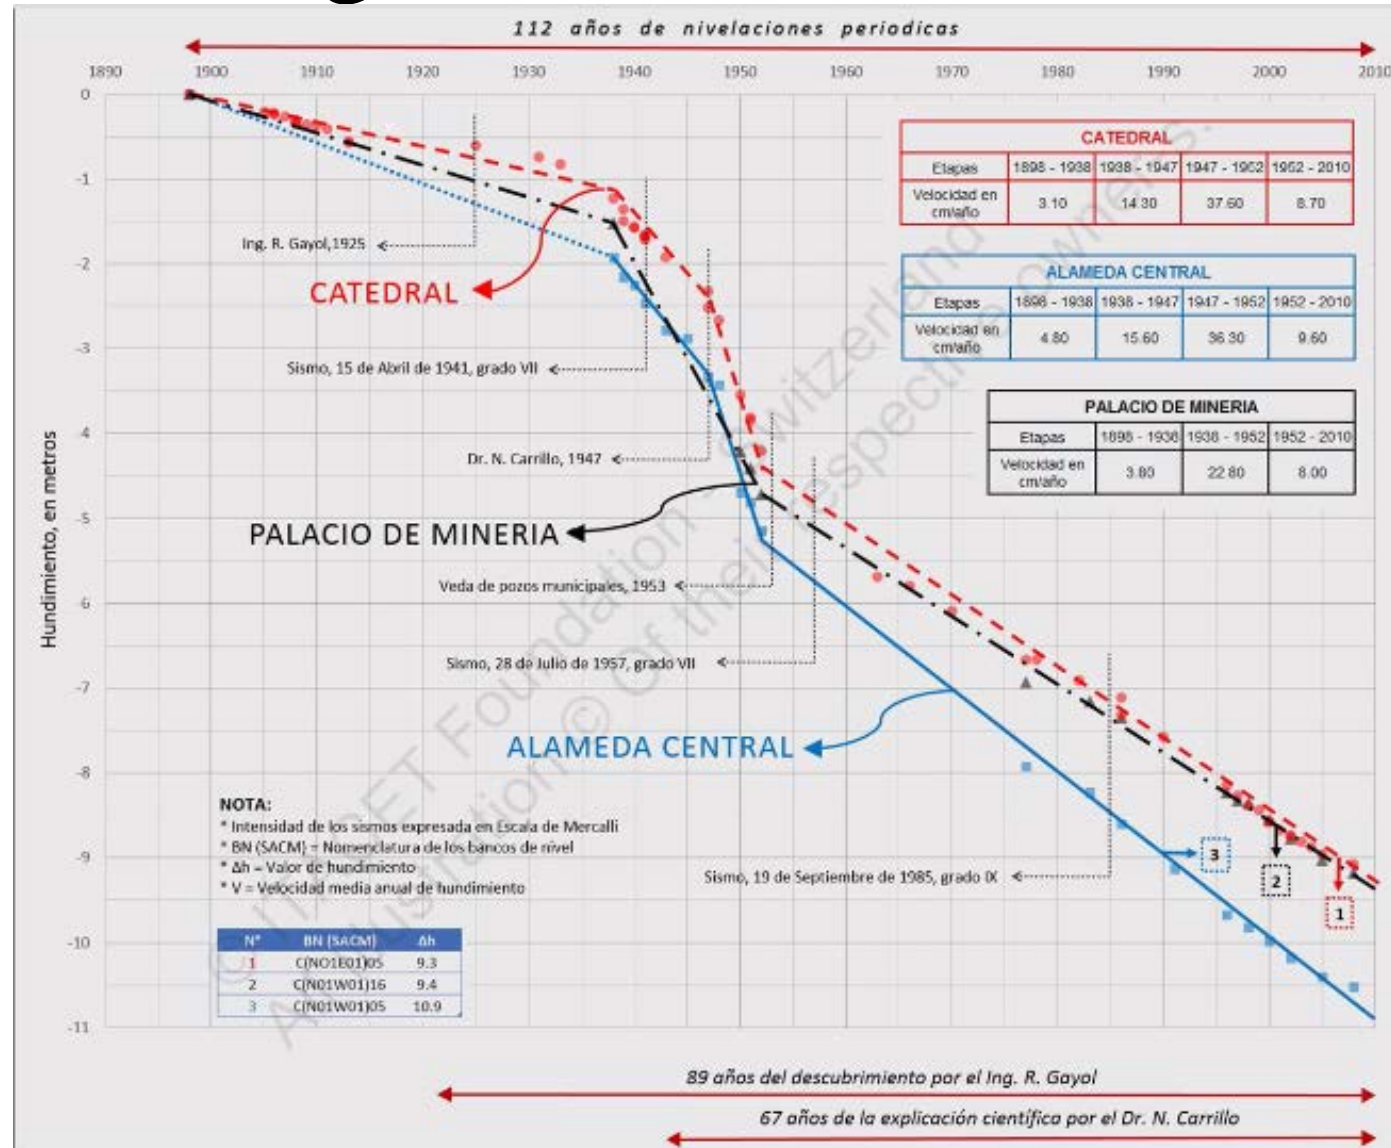 112 años de nivelaciones periodicas
1890 1900 1910 1920 1930 1940 1950 1960 1970 1980 1990 2000 2010
0
-1
-2
-3
-4
-5
-6
-7
-8
-9
-10
-11
Hundimiento, en metros
CATEDRAL
Etapas 1898 - 1938 1938 - 1947 1947 - 1952 1952 - 2010
Velocidad en cm/año 3.10 14.30 37.60 8.70
ALAMEDA CENTRAL
Etapas 1898 - 1938 1938 - 1947 1947 - 1952 1952 - 2010
Velocidad en cm/año 4.80 15.60 36.30 9.60
PALACIO DE MINERIA
Etapas 1898 - 1938 1938 - 1952 1952 - 2010
Velocidad en cm/año 3.80 22.80 8.00
Ing. R. Gayol,1925
CATEDRAL
Sismo, 15 de Abril de 1941, grado VII
Dr. N. Carrillo, 1947
PALACIO DE MINERIA
Veda de pozos municipales, 1953
Sismo, 28 de Julio de 1957, grado VII
ALAMEDA CENTRAL
Sismo, 19 de Septiembre de 1985, grado IX
3
2
1
NOTA:
* Intensidad de los sismos expresada en Escala de Mercalli
* BN (SACM) = Nomenclatura de los bancos de nivel
* Δh = Valor de hundimiento
* V = Velocidad media anual de hundimiento
N° BN (SACM) Δh
1 C(NO1E01)05 9.3
2 C(N01W01)16 9.4
3 C(N01W01)05 10.9
89 años del descubrimiento por el Ing. R. Gayol
67 años de la explicación científica por el Dr. N. Carrillo
© ITACET Foundation - Switzerland
All illustration © Of their respective owners.